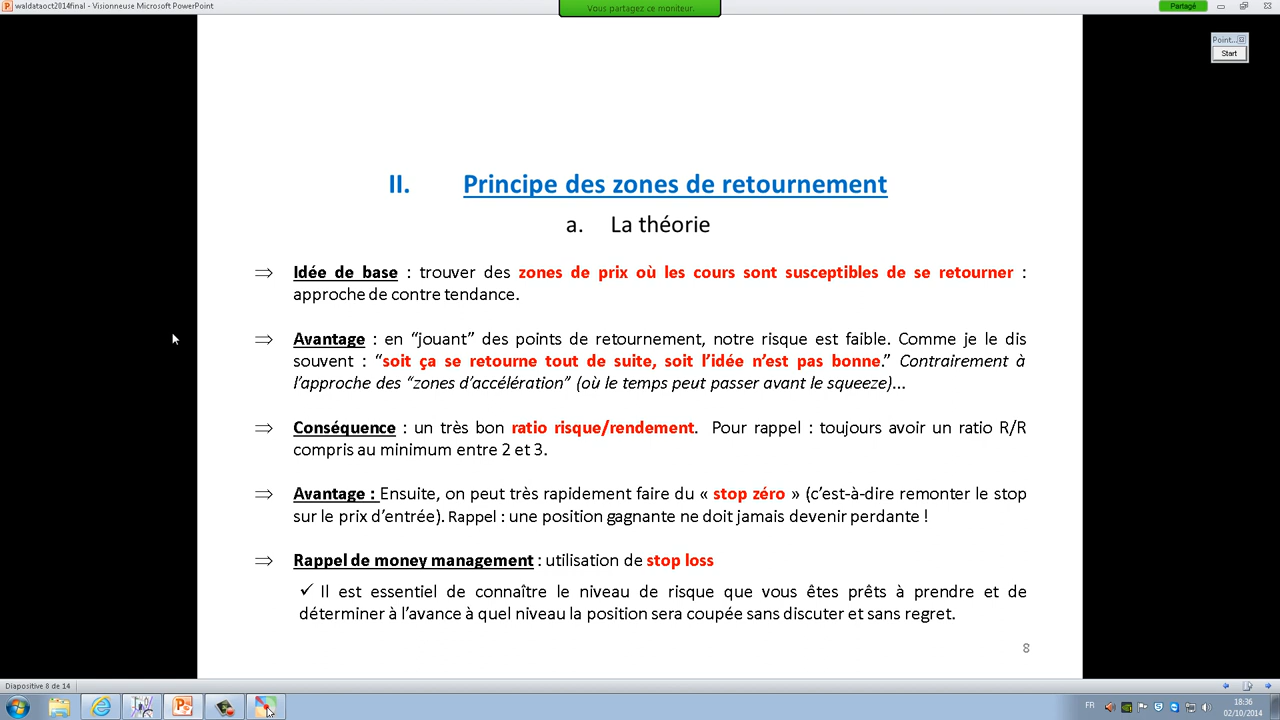 waldataoct2014final - Visionneuse Microsoft PowerPoint
Vous partagez ce moniteur.
Partagé
Point...
Start
II. Principe des zones de retournement
a. La théorie
⇒ Idée de base : trouver des zones de prix où les cours sont susceptibles de se retourner :
approche de contre tendance.
⇒ Avantage : en “jouant” des points de retournement, notre risque est faible. Comme je le dis
souvent : “soit ça se retourne tout de suite, soit l’idée n’est pas bonne.” Contrairement à
l’approche des “zones d’accélération” (où le temps peut passer avant le squeeze)...
⇒ Conséquence : un très bon ratio risque/rendement. Pour rappel : toujours avoir un ratio R/R
compris au minimum entre 2 et 3.
⇒ Avantage : Ensuite, on peut très rapidement faire du « stop zéro » (c’est-à-dire remonter le stop
sur le prix d’entrée). Rappel : une position gagnante ne doit jamais devenir perdante !
⇒ Rappel de money management : utilisation de stop loss
✓ Il est essentiel de connaître le niveau de risque que vous êtes prêts à prendre et de
déterminer à l’avance à quel niveau la position sera coupée sans discuter et sans regret.
8
Diapositive 8 de 14
FR
18:36
02/10/2014